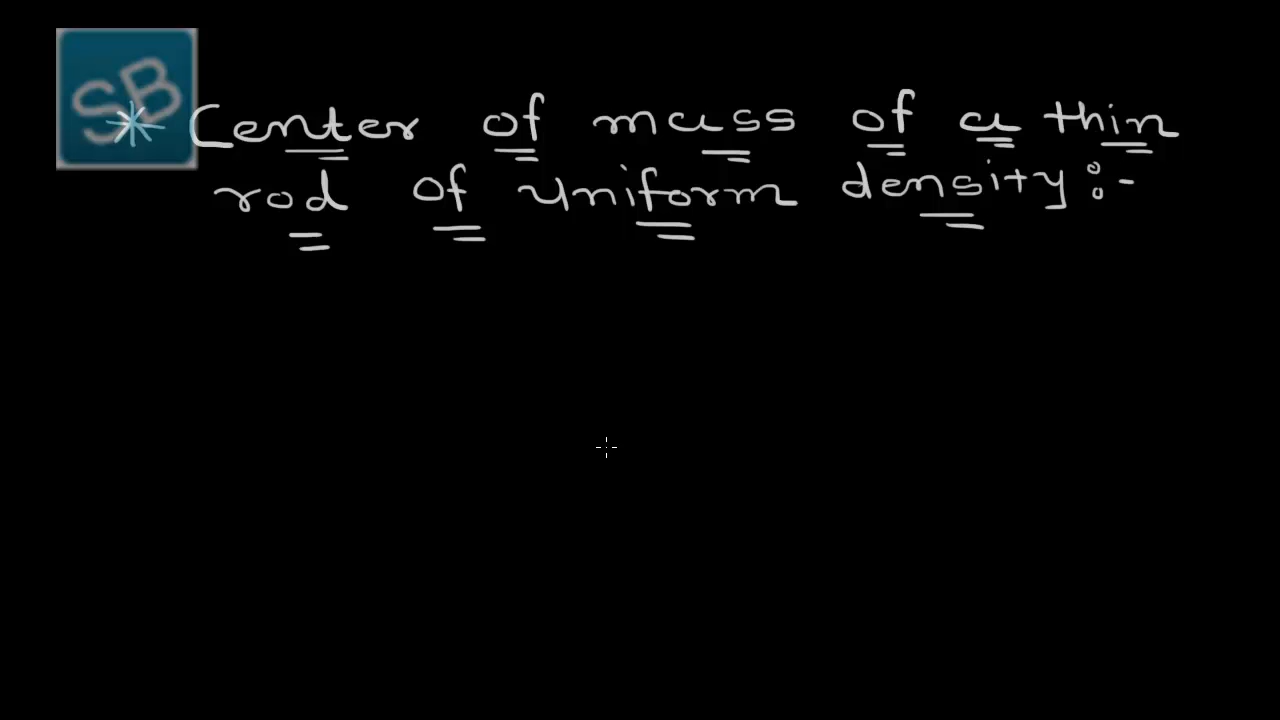 SB
* Center of mass of a thin
rod of uniform density :-